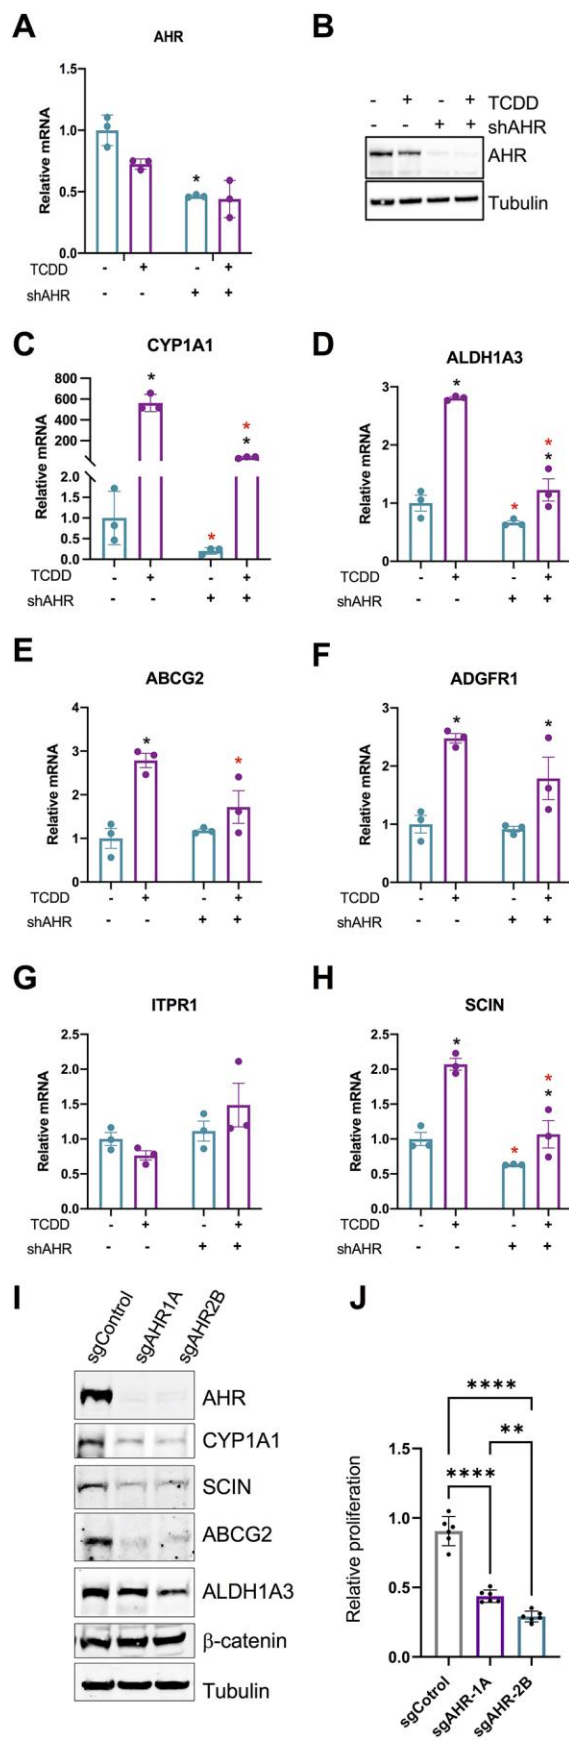 A
AHR
Relative mRNA
1.5
1.0
0.5
0.0
TCDD - + - +
shAHR - - + +
B
- + - + TCDD
- - + + shAHR
AHR
Tubulin
C
CYP1A1
Relative mRNA
Relative mRNA
800
600
400
200
2.0
1.5
1.0
0.5
0.0
* * * *
TCDD - + - +
shAHR - - + +
D
ALDH1A3
Relative mRNA
3
2
1
0
* * * *
TCDD - + - +
shAHR - - + +
E
ABCG2
Relative mRNA
4
3
2
1
0
* *
TCDD - + - +
shAHR - - + +
F
ADGFR1
Relative mRNA
3
2
1
0
* *
TCDD - + - +
shAHR - - + +
G
ITPR1
Relative mRNA
2.5
2.0
1.5
1.0
0.5
0.0
TCDD - + - +
shAHR - - + +
H
SCIN
Relative mRNA
2.5
2.0
1.5
1.0
0.5
0.0
* * * *
TCDD - + - +
shAHR - - + +
I
sgControl
sgAHR1A
sgAHR2B
AHR
CYP1A1
SCIN
ABCG2
ALDH1A3
β-catenin
Tubulin
J
Relative proliferation
1.5
1.0
0.5
0.0
****
**
****
sgCotrol
sgAHR-1A
sgAHR-2B